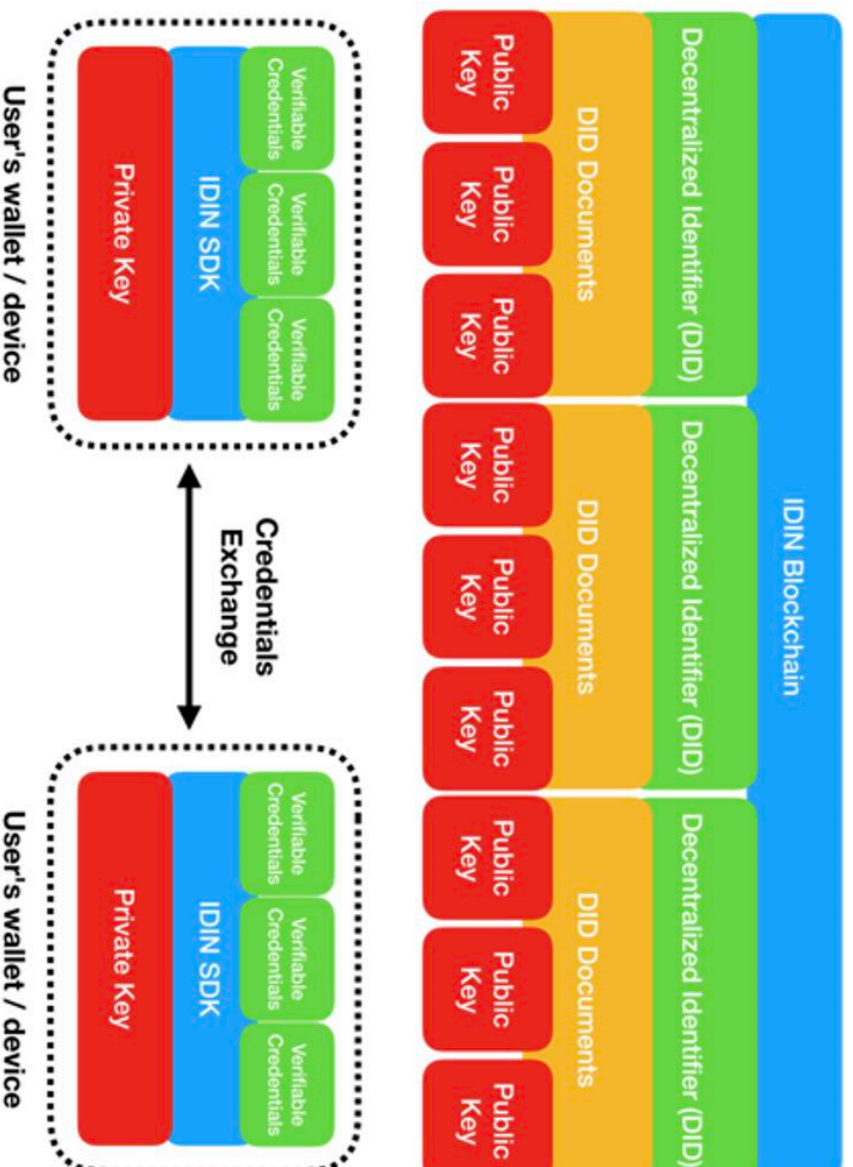 IDIN Blockchain
Decentralized Identifier (DID)
Decentralized Identifier (DID)
Decentralized Identifier (DID)
DID Documents
DID Documents
DID Documents
Public
Key
Public
Key
Public
Key
Public
Key
Public
Key
Public
Key
Public
Key
Public
Key
Public
Key
Verifiable
Credentials
Verifiable
Credentials
Verifiable
Credentials
IDIN SDK
Private Key
User's wallet / device
Credentials
Exchange
Verifiable
Credentials
Verifiable
Credentials
Verifiable
Credentials
IDIN SDK
Private Key
User's wallet / device